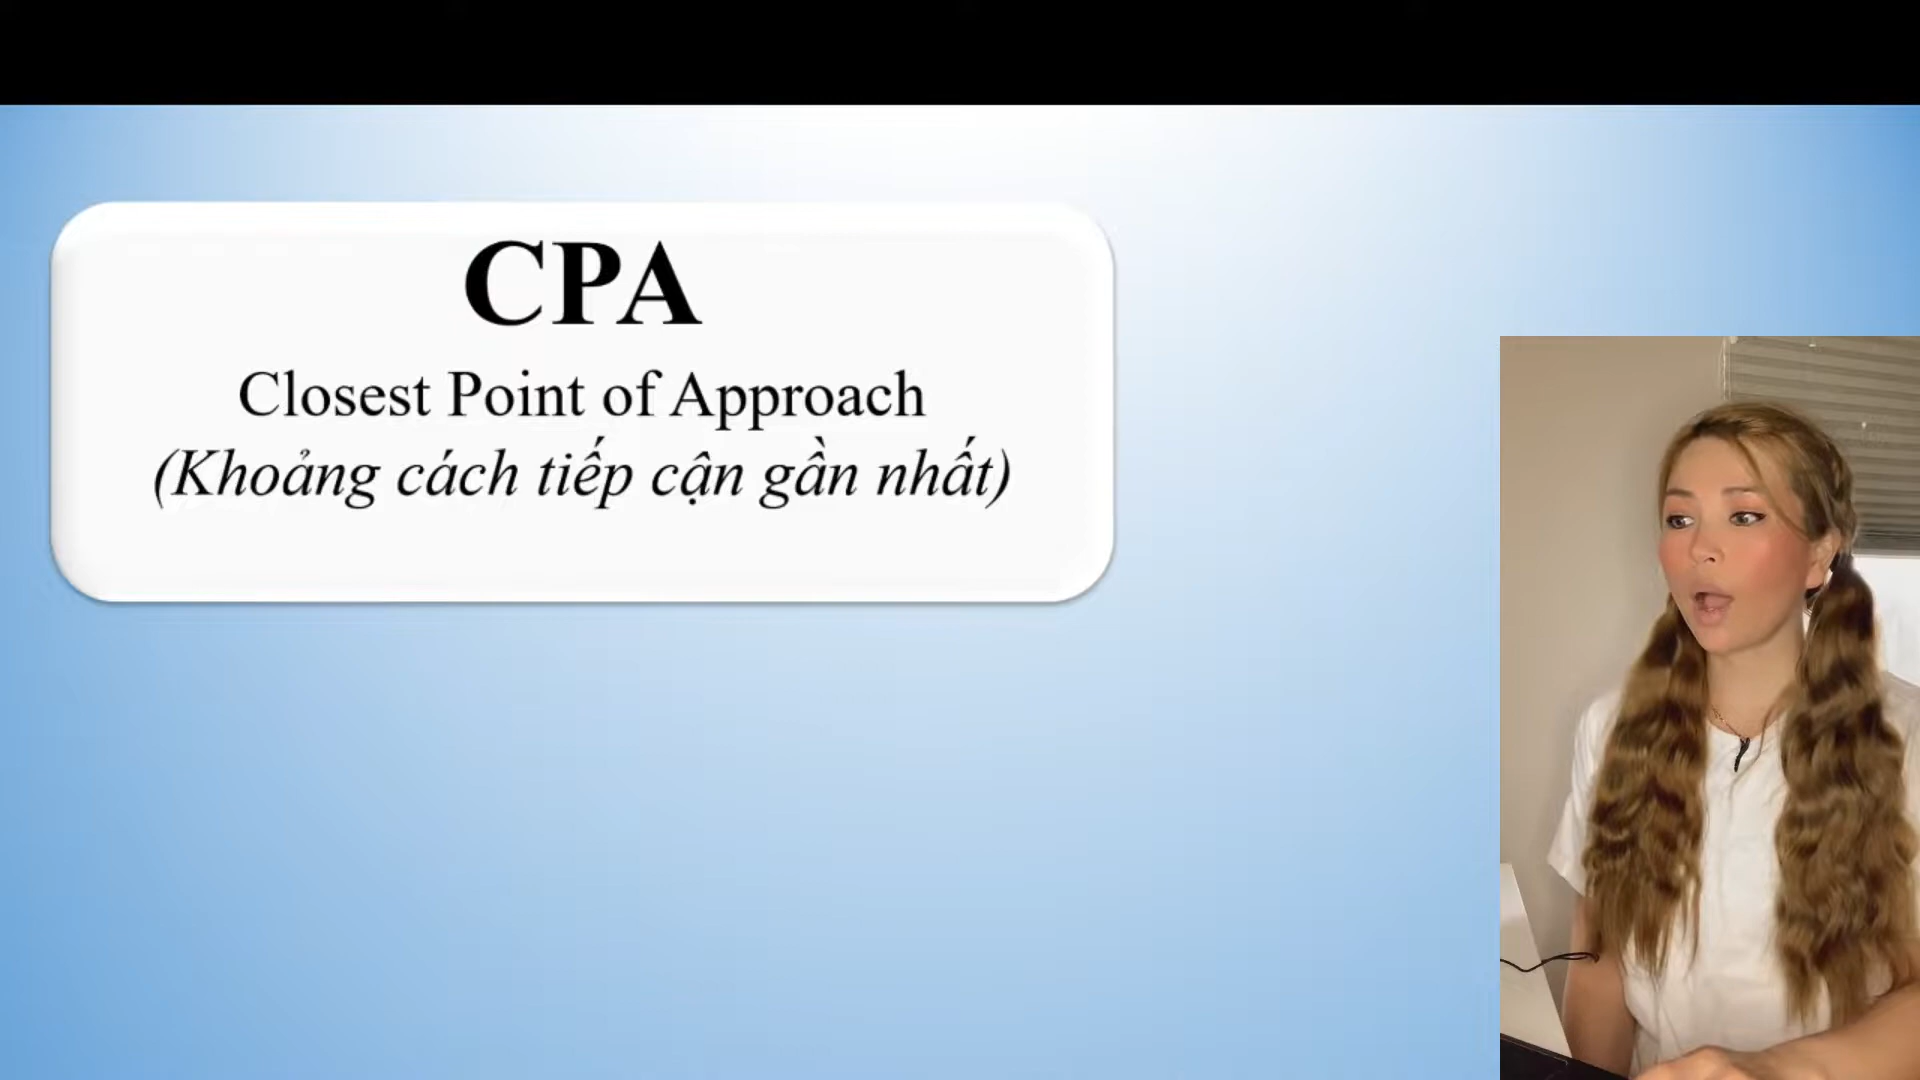 CPA
Closest Point of Approach
(Khoảng cách tiếp cận gần nhất)